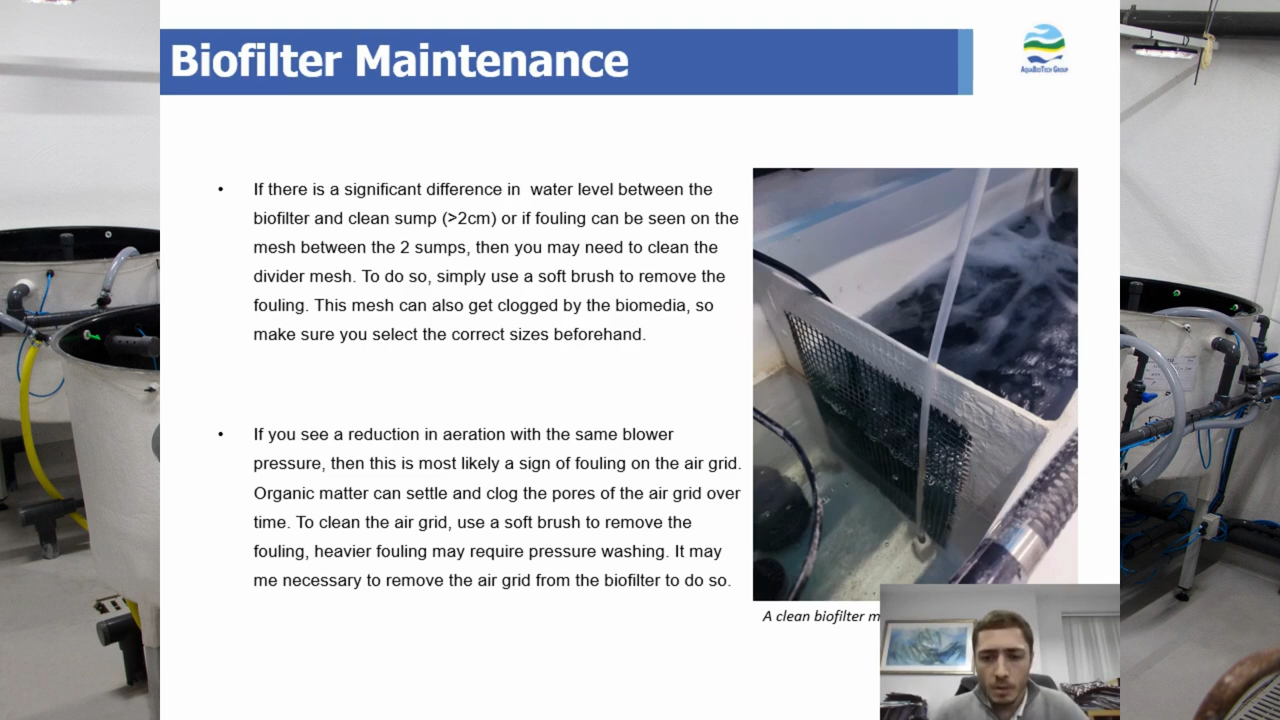 Biofilter Maintenance
AquaBioTech Group
• If there is a significant difference in water level between the
biofilter and clean sump (>2cm) or if fouling can be seen on the
mesh between the 2 sumps, then you may need to clean the
divider mesh. To do so, simply use a soft brush to remove the
fouling. This mesh can also get clogged by the biomedia, so
make sure you select the correct sizes beforehand.
• If you see a reduction in aeration with the same blower
pressure, then this is most likely a sign of fouling on the air grid.
Organic matter can settle and clog the pores of the air grid over
time. To clean the air grid, use a soft brush to remove the
fouling, heavier fouling may require pressure washing. It may
me necessary to remove the air grid from the biofilter to do so.
A clean biofilter m